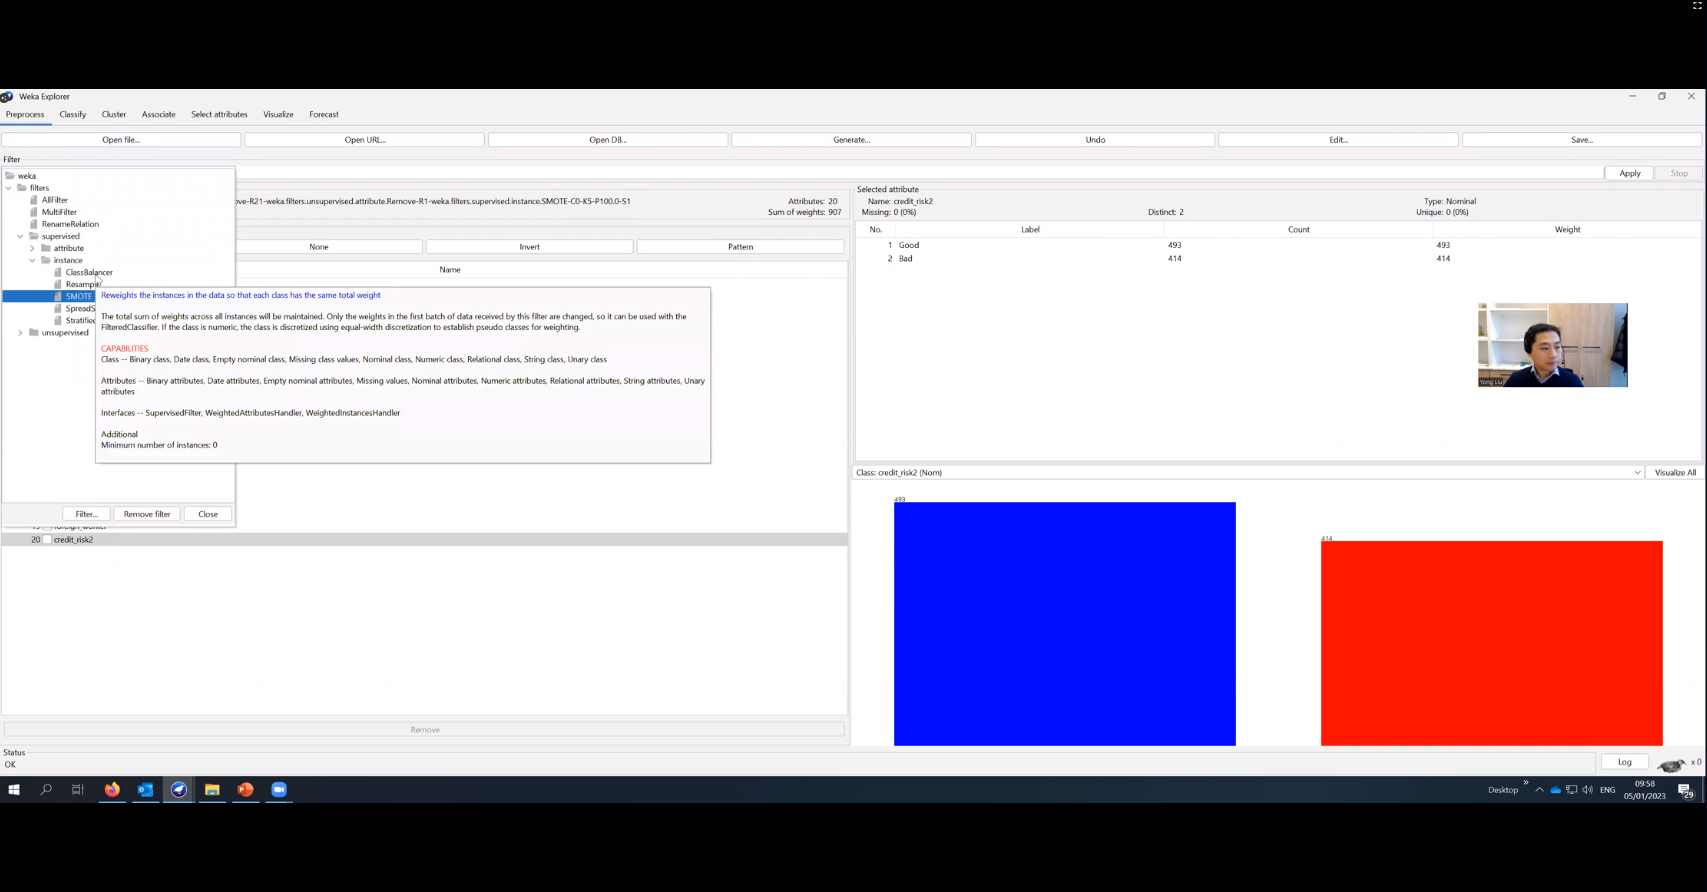 Weka Explorer
Preprocess Classify Cluster Associate Select attributes Visualize Forecast
Open file... Open URL... Open DB... Generate... Undo Edit... Save...
Filter
weka
Apply Stop
filters
AllFilter
MultiFilter
RenameRelation
supervised
attribute
instance
ClassBalancer
Resample
SMOTE
SpreadS
Stratified
unsupervised
Filter... Remove filter Close
ve-R21-weka.filters.unsupervised.attribute.Remove-R1-weka.filters.supervised.instance.SMOTE-C0-K5-P100.0-S1
Attributes: 20
Sum of weights: 907
None Invert Pattern
Name
Reweights the instances in the data so that each class has the same total weight
The total sum of weights across all instances will be maintained. Only the weights in the first batch of data received by this filter are changed, so it can be used with the
FilteredClassifier. If the class is numeric, the class is discretized using equal-width discretization to establish pseudo classes for weighting.
CAPABILITIES
Class -- Binary class, Date class, Empty nominal class, Missing class values, Nominal class, Numeric class, Relational class, String class, Unary class
Attributes -- Binary attributes, Date attributes, Empty nominal attributes, Missing values, Nominal attributes, Numeric attributes, Relational attributes, String attributes, Unary
attributes
Interfaces -- SupervisedFilter, WeightedAttributesHandler, WeightedInstancesHandler
Additional
Minimum number of instances: 0
20 credit_risk2
Remove
Selected attribute
Name: credit_risk2 Type: Nominal
Missing: 0 (0%) Distinct: 2 Unique: 0 (0%)
No. Label Count Weight
1 Good 493 493
2 Bad 414 414
Yong Liu
Class: credit_risk2 (Nom) Visualize All
493
414
Status
OK
Log x 0
Desktop ENG
09:58
05/01/2023
29